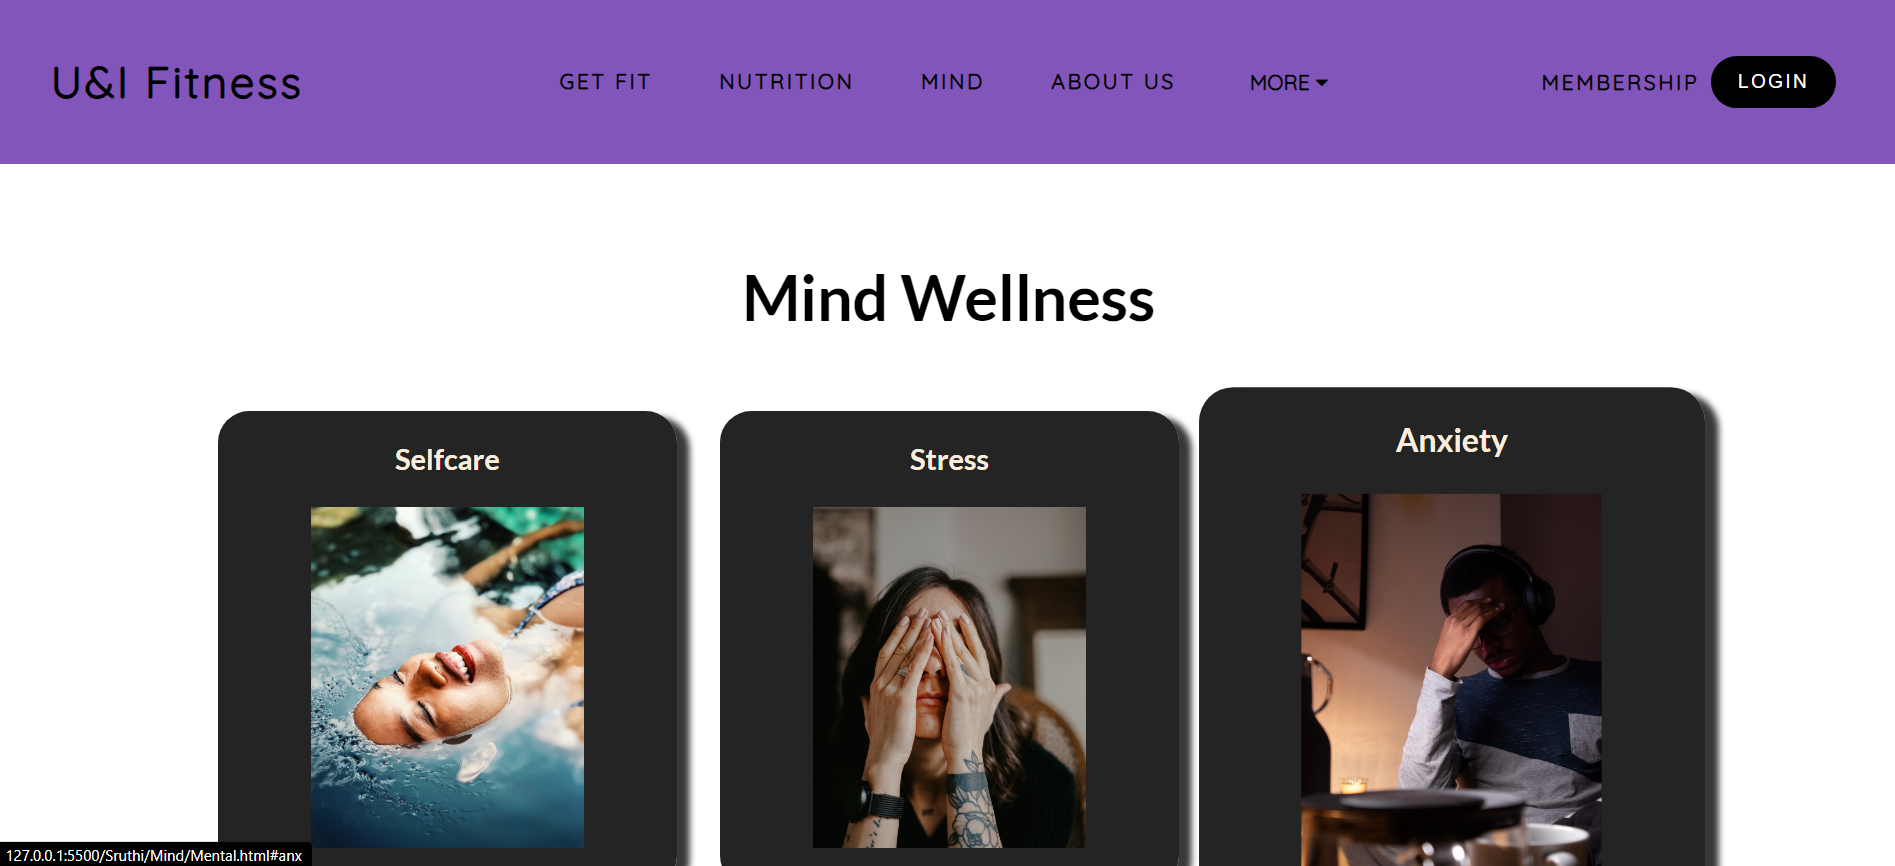 U&I Fitness
GET FIT NUTRITION MIND ABOUT US MORE MEMBERSHIP LOGIN
Mind Wellness
Selfcare
Stress
Anxiety
127.0.0.1:5500/Sruthi/Mind/Mental.html#anx